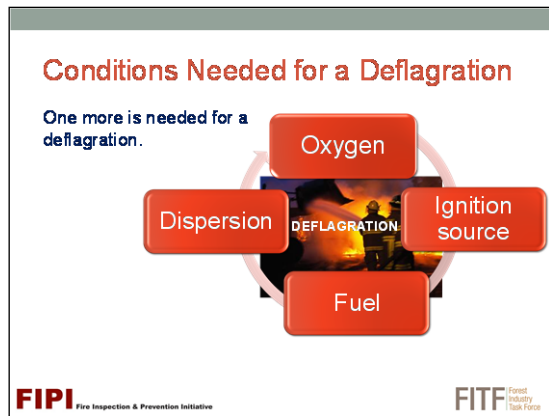 Conditions Needed for a Deflagration
One more is needed for a
deflagration.
Oxygen
Dispersion
DEFLAGRATION
Ignition
source
Fuel
FIPI Fire Inspection & Prevention Initiative
FITF Forest
Industry
Task Force